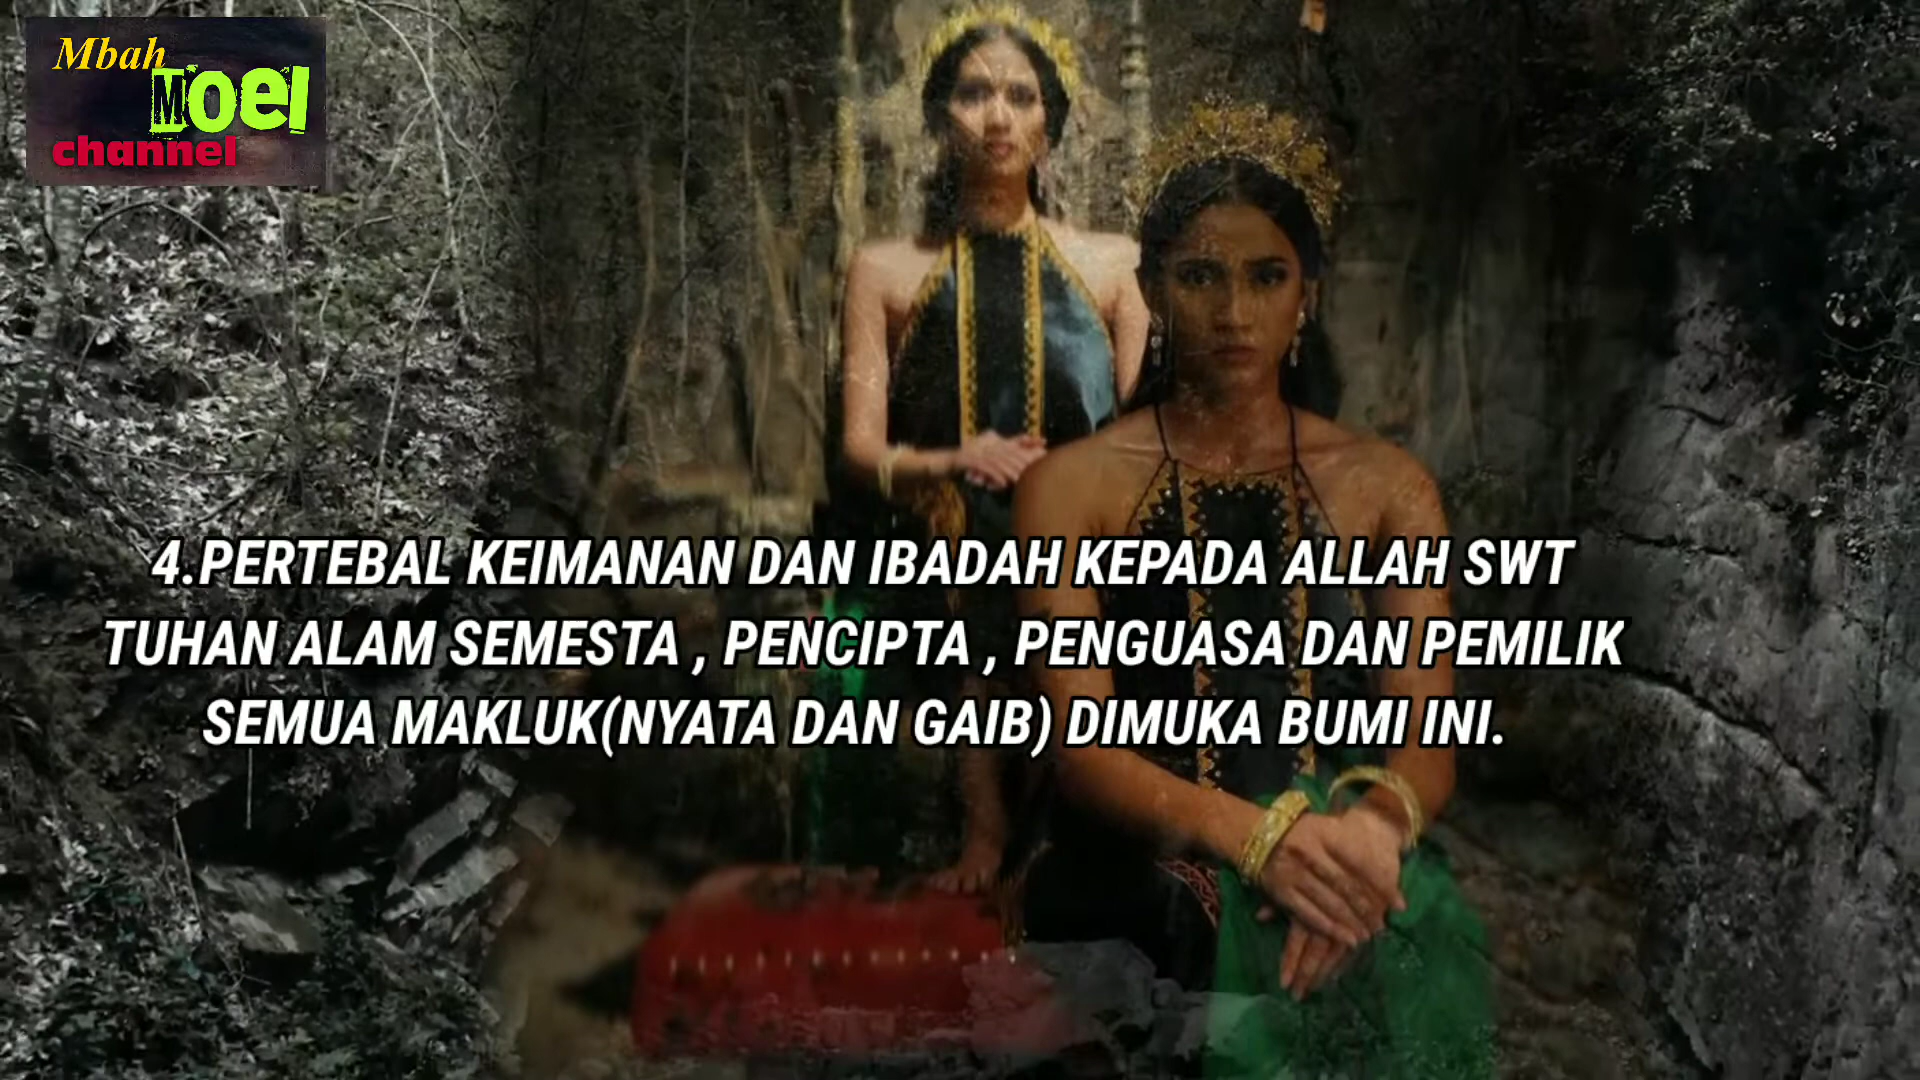 Mbah
Moel
channel
4.PERTEBAL KEIMANAN DAN IBADAH KEPADA ALLAH SWT
TUHAN ALAM SEMESTA , PENCIPTA , PENGUASA DAN PEMILIK
SEMUA MAKLUK(NYATA DAN GAIB) DIMUKA BUMI INI.